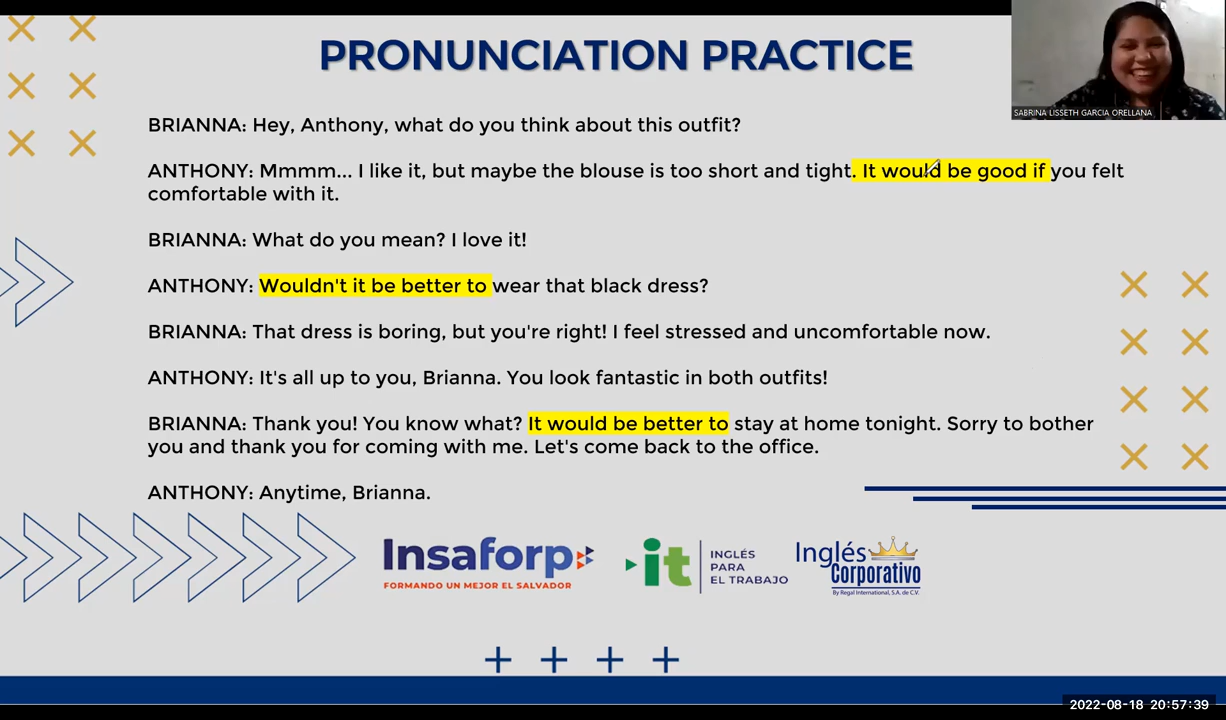 PRONUNCIATION PRACTICE
SABRINA LISSETH GARCIA ORELLANA
BRIANNA: Hey, Anthony, what do you think about this outfit?
ANTHONY: Mmmm... I like it, but maybe the blouse is too short and tight. It would be good if you felt
comfortable with it.
BRIANNA: What do you mean? I love it!
ANTHONY: Wouldn't it be better to wear that black dress?
BRIANNA: That dress is boring, but you're right! I feel stressed and uncomfortable now.
ANTHONY: It's all up to you, Brianna. You look fantastic in both outfits!
BRIANNA: Thank you! You know what? It would be better to stay at home tonight. Sorry to bother
you and thank you for coming with me. Let's come back to the office.
ANTHONY: Anytime, Brianna.
Insaforp
FORMANDO UN MEJOR EL SALVADOR
it
INGLÉS
PARA
EL TRABAJO
Inglés
Corporativo
By Regal International, S.A. de C.V.
2022-08-18 20:57:39